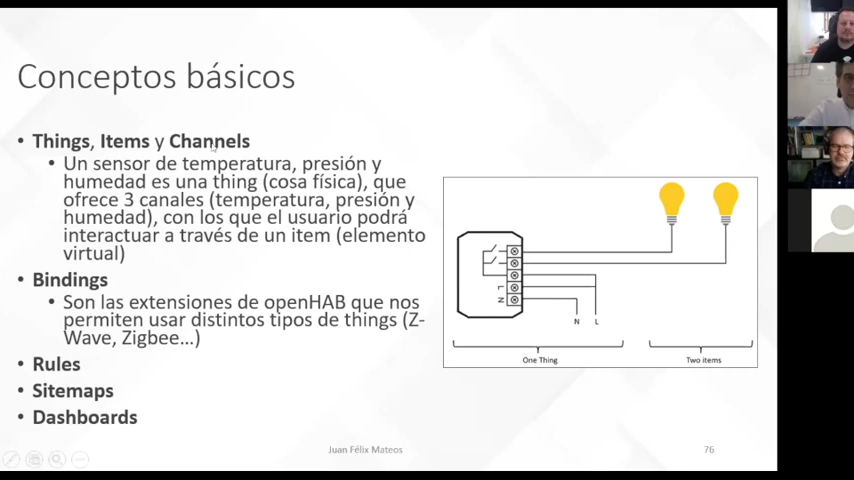 Conceptos básicos
• Things, Items y Channels
• Un sensor de temperatura, presión y
humedad es una thing (cosa física), que
ofrece 3 canales (temperatura, presión y
humedad), con los que el usuario podrá
interactuar a través de un item (elemento
virtual)
• Bindings
• Son las extensiones de openHAB que nos
permiten usar distintos tipos de things (Z-
Wave, Zigbee...)
• Rules
• Sitemaps
• Dashboards
L
N
N L
One Thing
Two items
Juan Félix Mateos
76